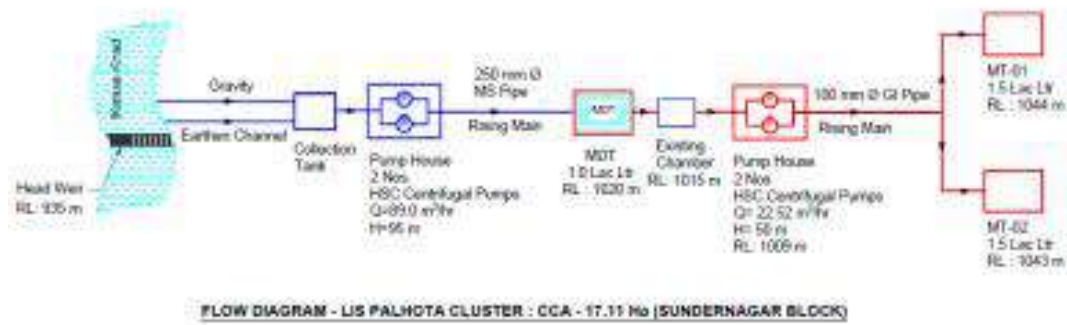 Gravity
Earthen Channel
Head Weir
RL: 935 m
Collection
Tank
Pump House
2 Nos.
HSC Centrifugal Pumps
Q=89.0 m³/hr
H=95 m
250 mm Ø
MS Pipe
Rising Main
MDT
MDT
1.0 Lac Ltr
RL : 1020 m
Existing
Chamber
RL: 1015 m
Pump House
2 Nos.
HSC Centrifugal Pumps
Q= 22.52 m³/hr
H= 50 m
RL: 1009 m
100 mm Ø GI Pipe
Rising Main
MT-01
1.5 Lac Ltr
RL : 1044 m
MT-02
1.5 Lac Ltr
RL : 1043 m
FLOW DIAGRAM - LIS PALHOTA CLUSTER : CCA - 17.11 Ha (SUNDERNAGAR BLOCK)